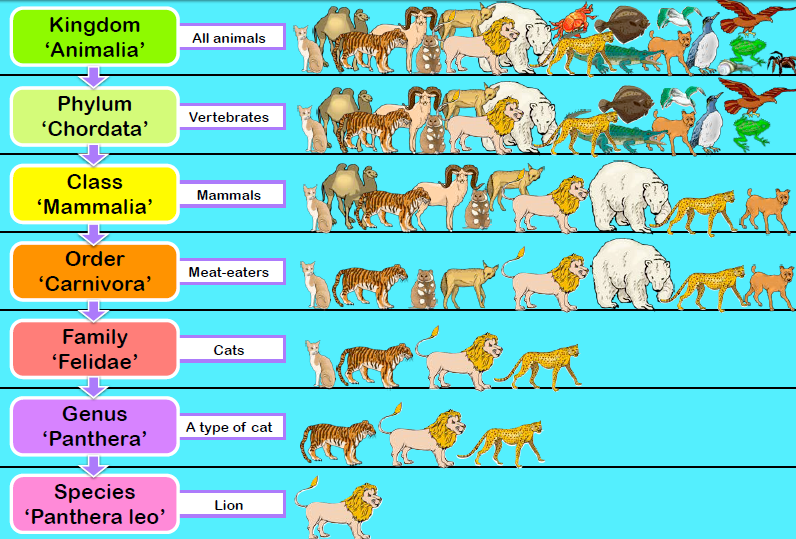 Kingdom
‘Animalia’
All animals
Phylum
‘Chordata’
Vertebrates
Class
‘Mammalia’
Mammals
Order
‘Carnivora’
Meat-eaters
Family
‘Felidae’
Cats
Genus
‘Panthera’
A type of cat
Species
‘Panthera leo’
Lion